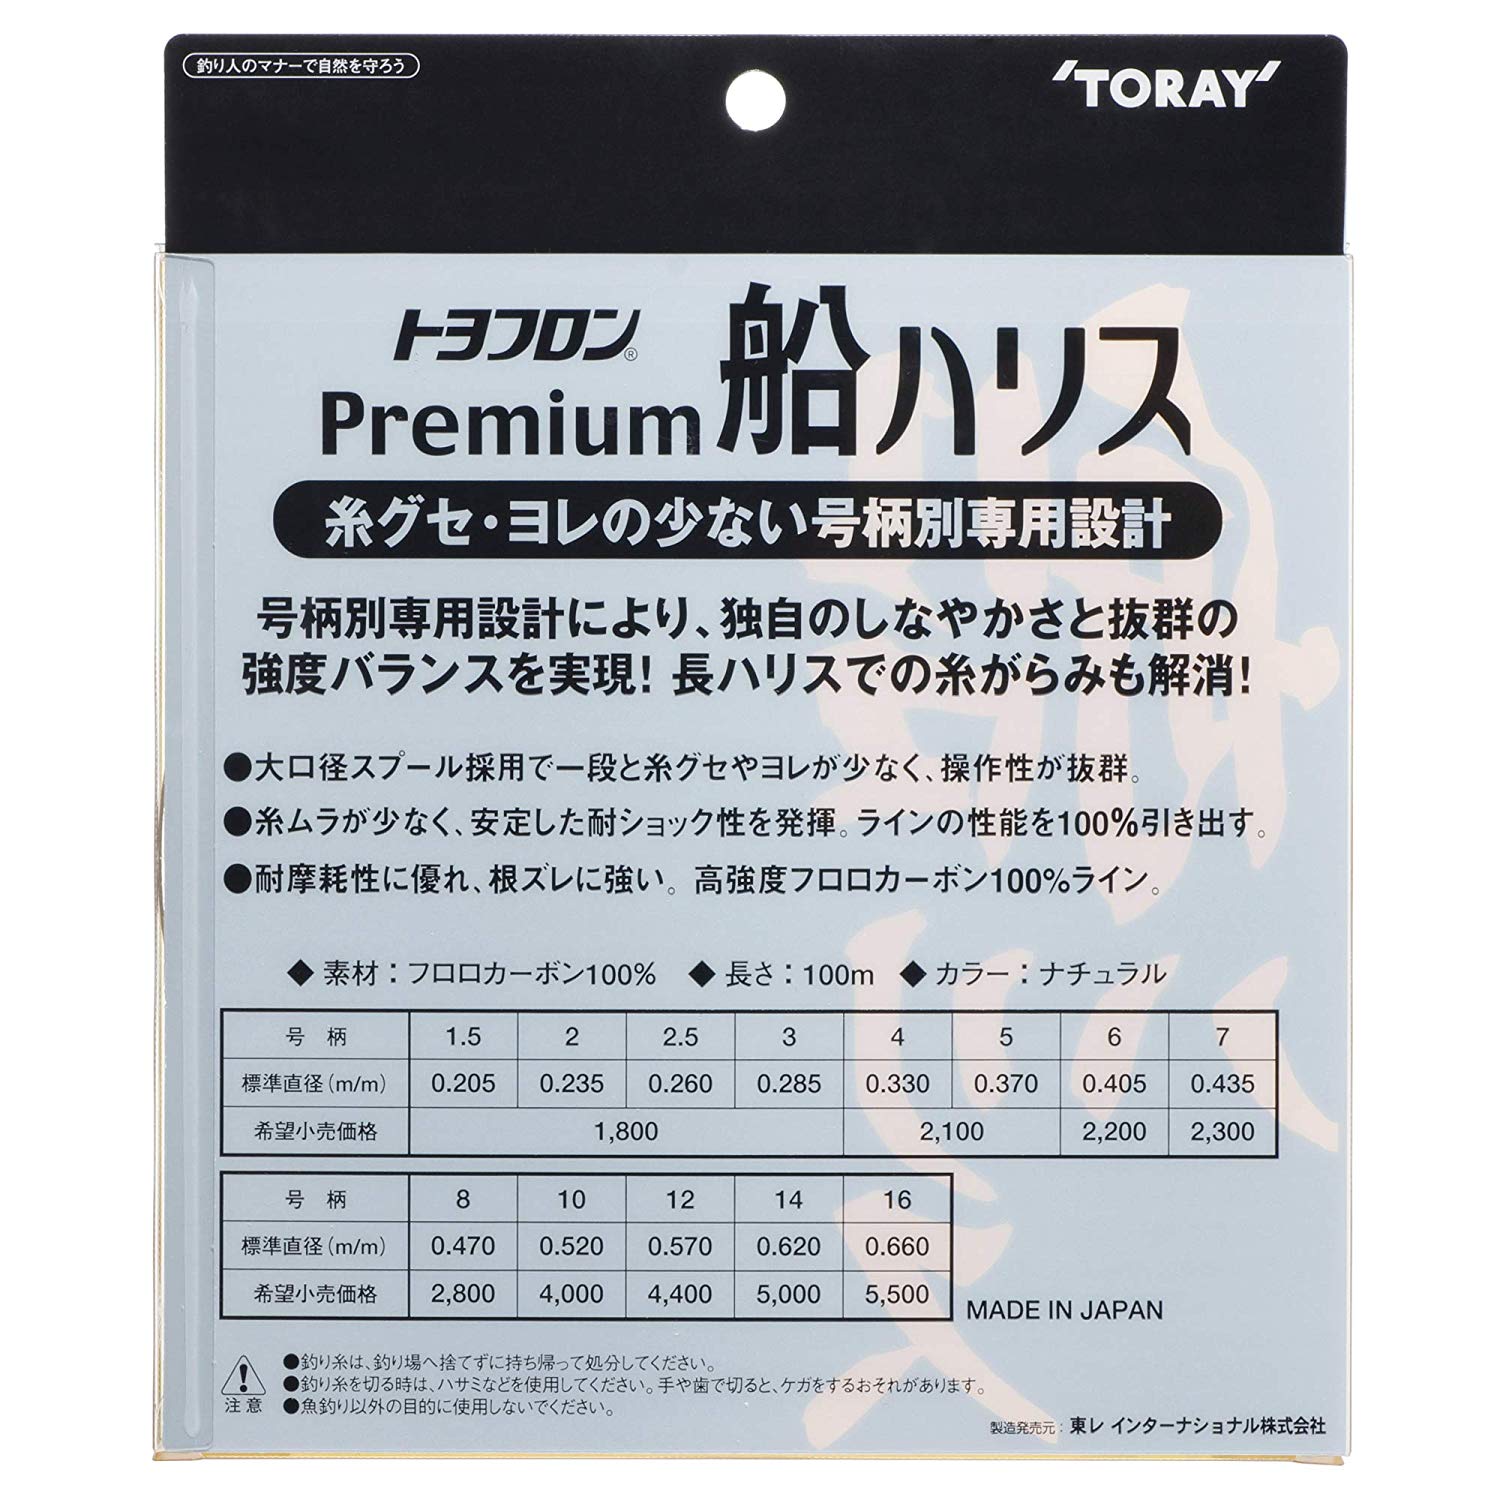 釣り人のマナーで自然を守ろう
'TORAY'
トヨフロン®
Premium 船ハリス
糸グセ・ヨレの少ない号柄別専用設計
号柄別専用設計により、独自のしなやかさと抜群の
強度バランスを実現！長ハリスでの糸がらみも解消！
●大口径スプール採用で一段と糸グセやヨレが少なく、操作性が抜群。
●糸ムラが少なく、安定した耐ショック性を発揮。ラインの性能を100%引き出す。
●耐摩耗性に優れ、根ズレに強い。高強度フロロカーボン100%ライン。
◆ 素材：フロロカーボン100% ◆ 長さ：100m ◆ カラー：ナチュラル
号 柄 1.5 2 2.5 3 4 5 6 7
標準直径(m/m) 0.205 0.235 0.260 0.285 0.330 0.370 0.405 0.435
希望小売価格 1,800 2,100 2,200 2,300
号 柄 8 10 12 14 16
標準直径(m/m) 0.470 0.520 0.570 0.620 0.660
希望小売価格 2,800 4,000 4,400 5,000 5,500
MADE IN JAPAN
●釣り糸は、釣り場へ捨てずに持ち帰って処分してください。
●釣り糸を切る時は、ハサミなどを使用してください。手や歯で切ると、ケガをするおそれがあります。
注意 ●魚釣り以外の目的に使用しないでください。
製造発売元：東レ インターナショナル株式会社